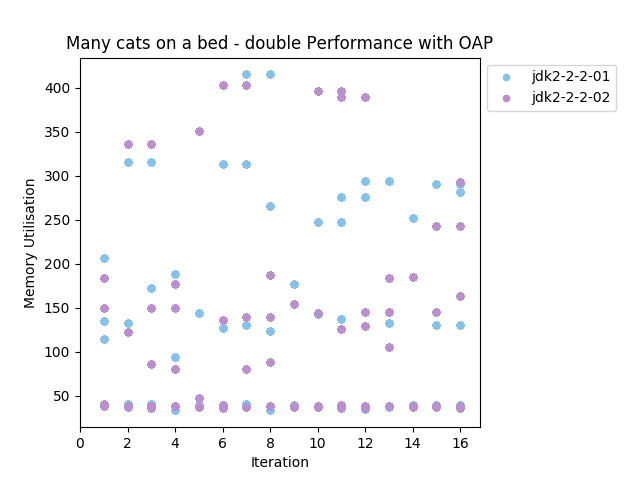 Many cats on a bed - double Performance with OAP
jdk2-2-2-01
jdk2-2-2-02
400
350
300
250
200
150
100
50
Memory Utilisation
0 2 4 6 8 10 12 14 16
Iteration